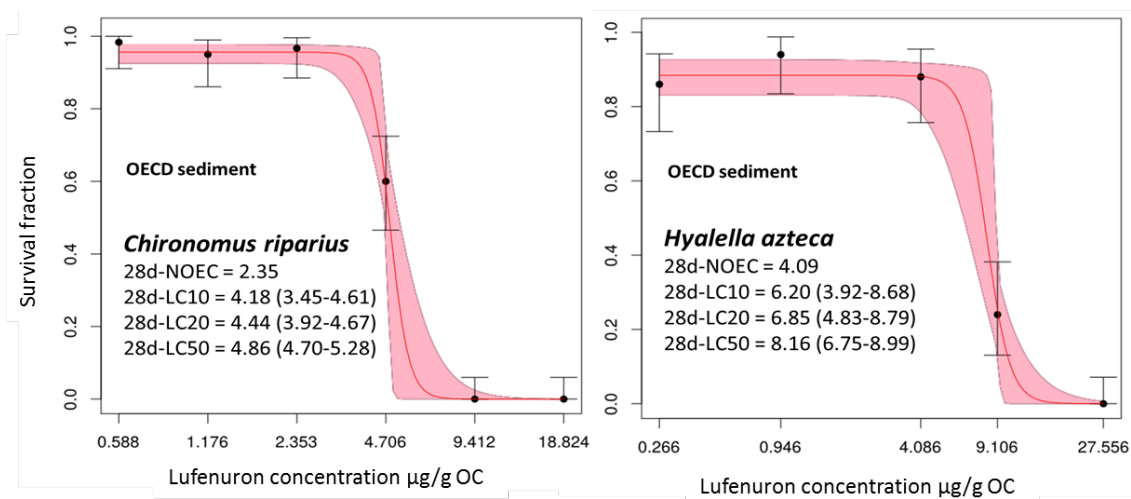 Survival fraction
1.0
0.8
0.6
0.4
0.2
0.0
OECD sediment
Chironomus riparius
28d-NOEC = 2.35
28d-LC10 = 4.18 (3.45-4.61)
28d-LC20 = 4.44 (3.92-4.67)
28d-LC50 = 4.86 (4.70-5.28)
0.588 1.176 2.353 4.706 9.412 18.824
Lufenuron concentration µg/g OC
1.0
0.8
0.6
0.4
0.2
0.0
OECD sediment
Hyalella azteca
28d-NOEC = 4.09
28d-LC10 = 6.20 (3.92-8.68)
28d-LC20 = 6.85 (4.83-8.79)
28d-LC50 = 8.16 (6.75-8.99)
0.266 0.946 4.086 9.106 27.556
Lufenuron concentration µg/g OC